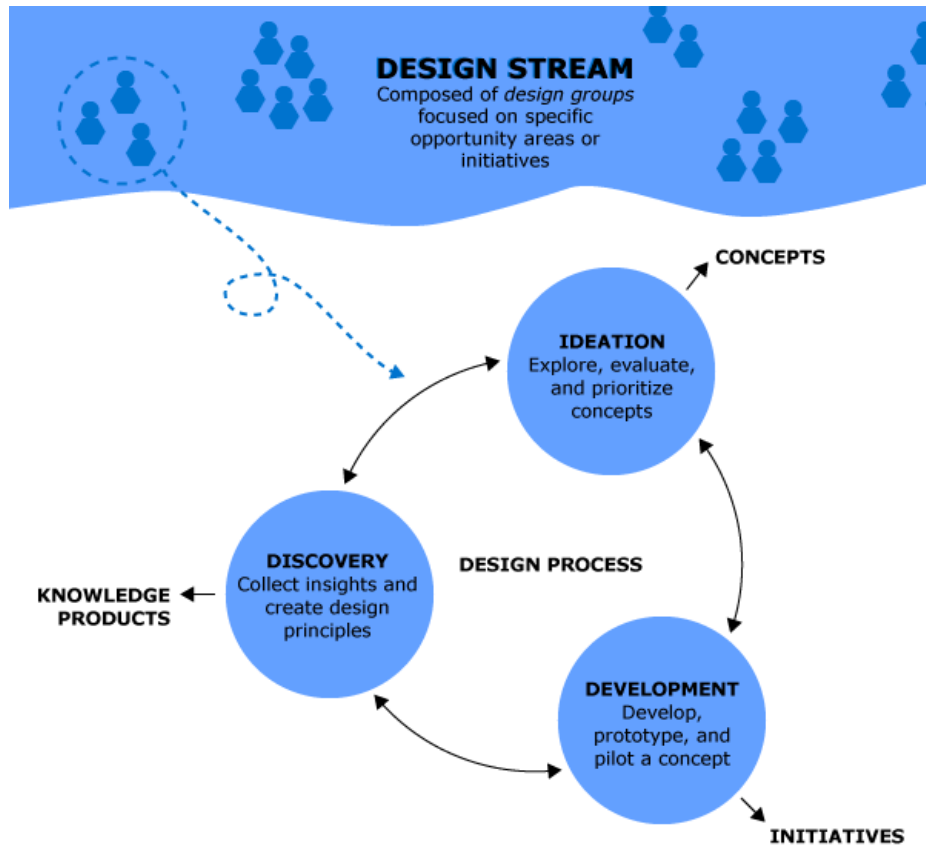 DESIGN STREAM
Composed of design groups
focused on specific
opportunity areas or
initiatives
CONCEPTS
IDEATION
Explore, evaluate,
and prioritize
concepts
DISCOVERY
Collect insights and
create design
principles
DESIGN PROCESS
KNOWLEDGE
PRODUCTS
DEVELOPMENT
Develop,
prototype, and
pilot a concept
INITIATIVES